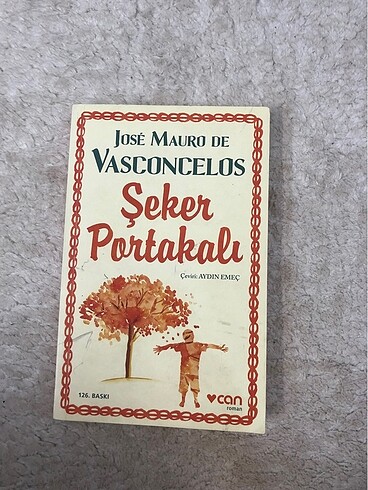 JOSÉ MAURO DE
VASCONCELOS
Şeker
Portakalı
Çeviri: AYDIN EMEÇ
126. BASKI
can
roman